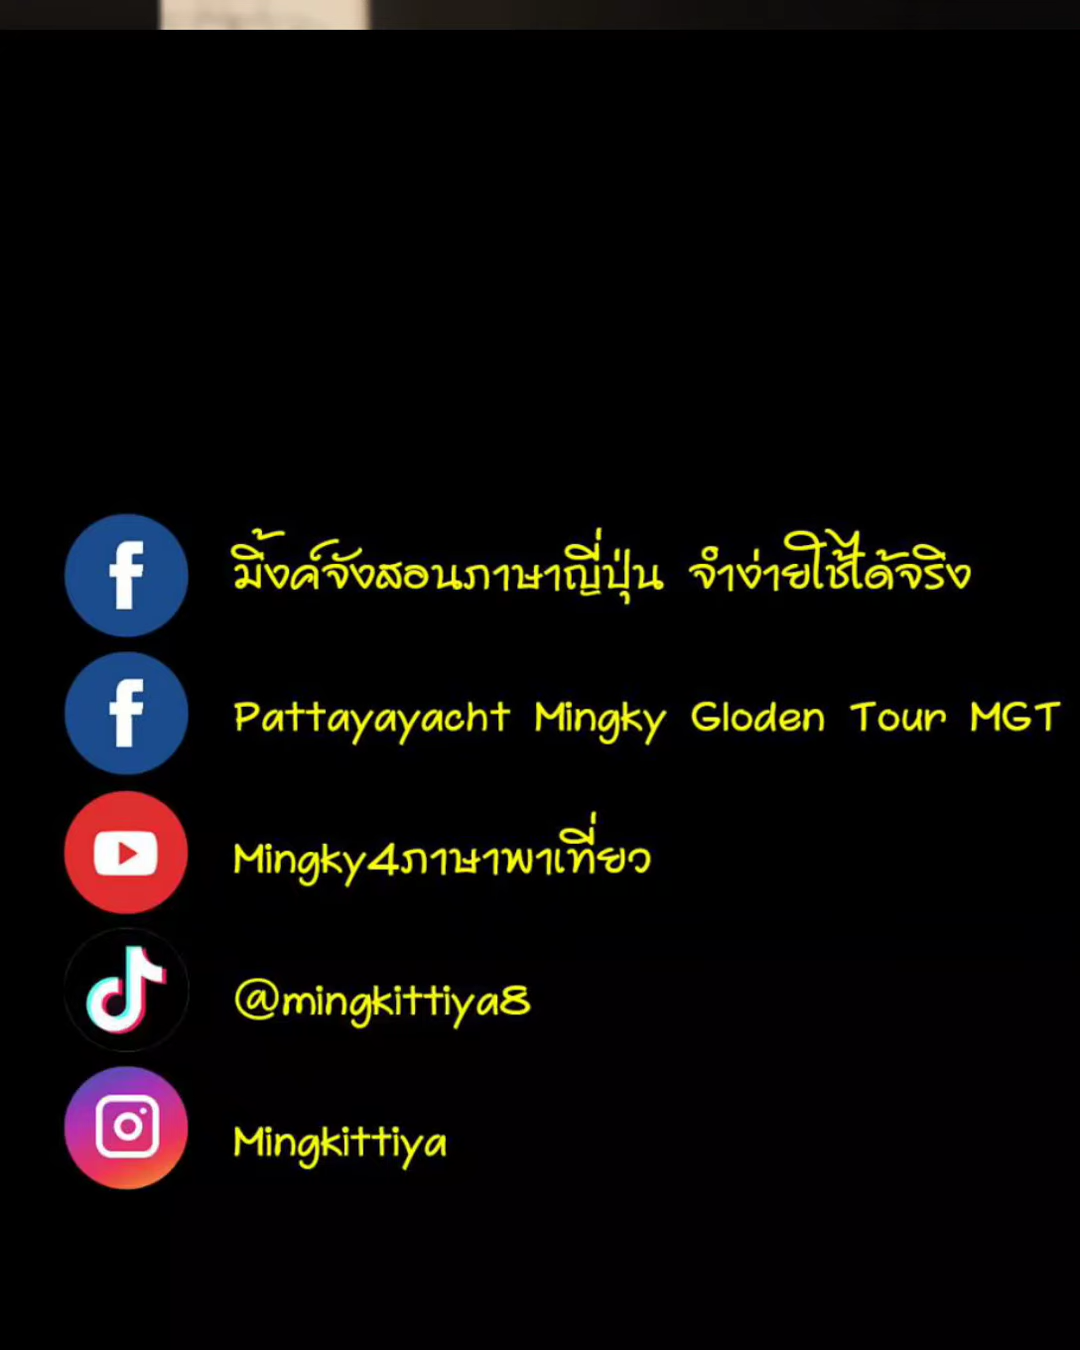 มิ้งค์จังสอนภาษาญี่ปุ่น จำง่ายใช้ได้จริง
Pattayayacht Mingky Gloden Tour MGT
Mingky4ภาษาพาเที่ยว
@mingkittiya8
Mingkittiya